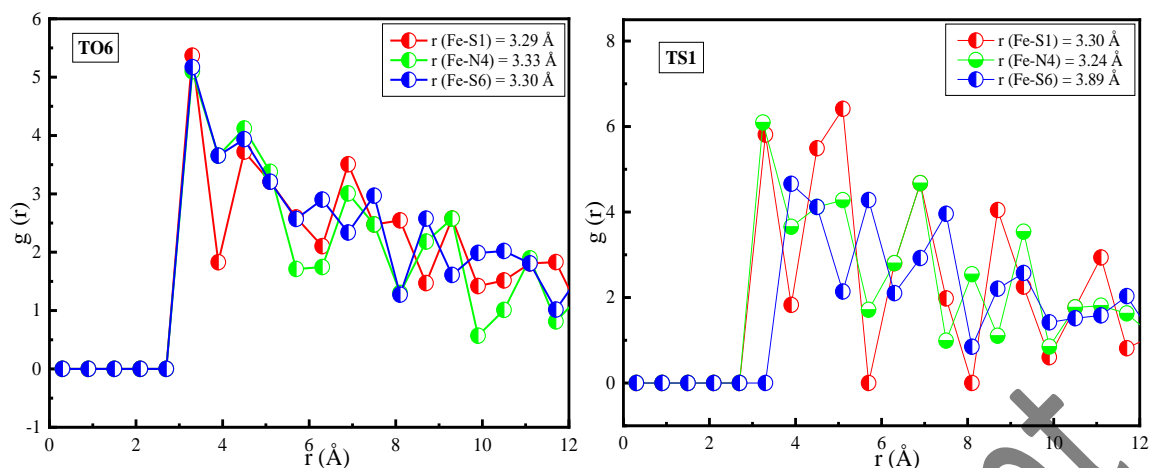 TO6
r (Fe-S1) = 3.29 Å
r (Fe-N4) = 3.33 Å
r (Fe-S6) = 3.30 Å
g (r)
6
5
4
3
2
1
0
-1
0 2 4 6 8 10 12
r (Å)
TS1
r (Fe-S1) = 3.30 Å
r (Fe-N4) = 3.24 Å
r (Fe-S6) = 3.89 Å
g (r)
8
6
4
2
0
0 2 4 6 8 10 12
r (Å)